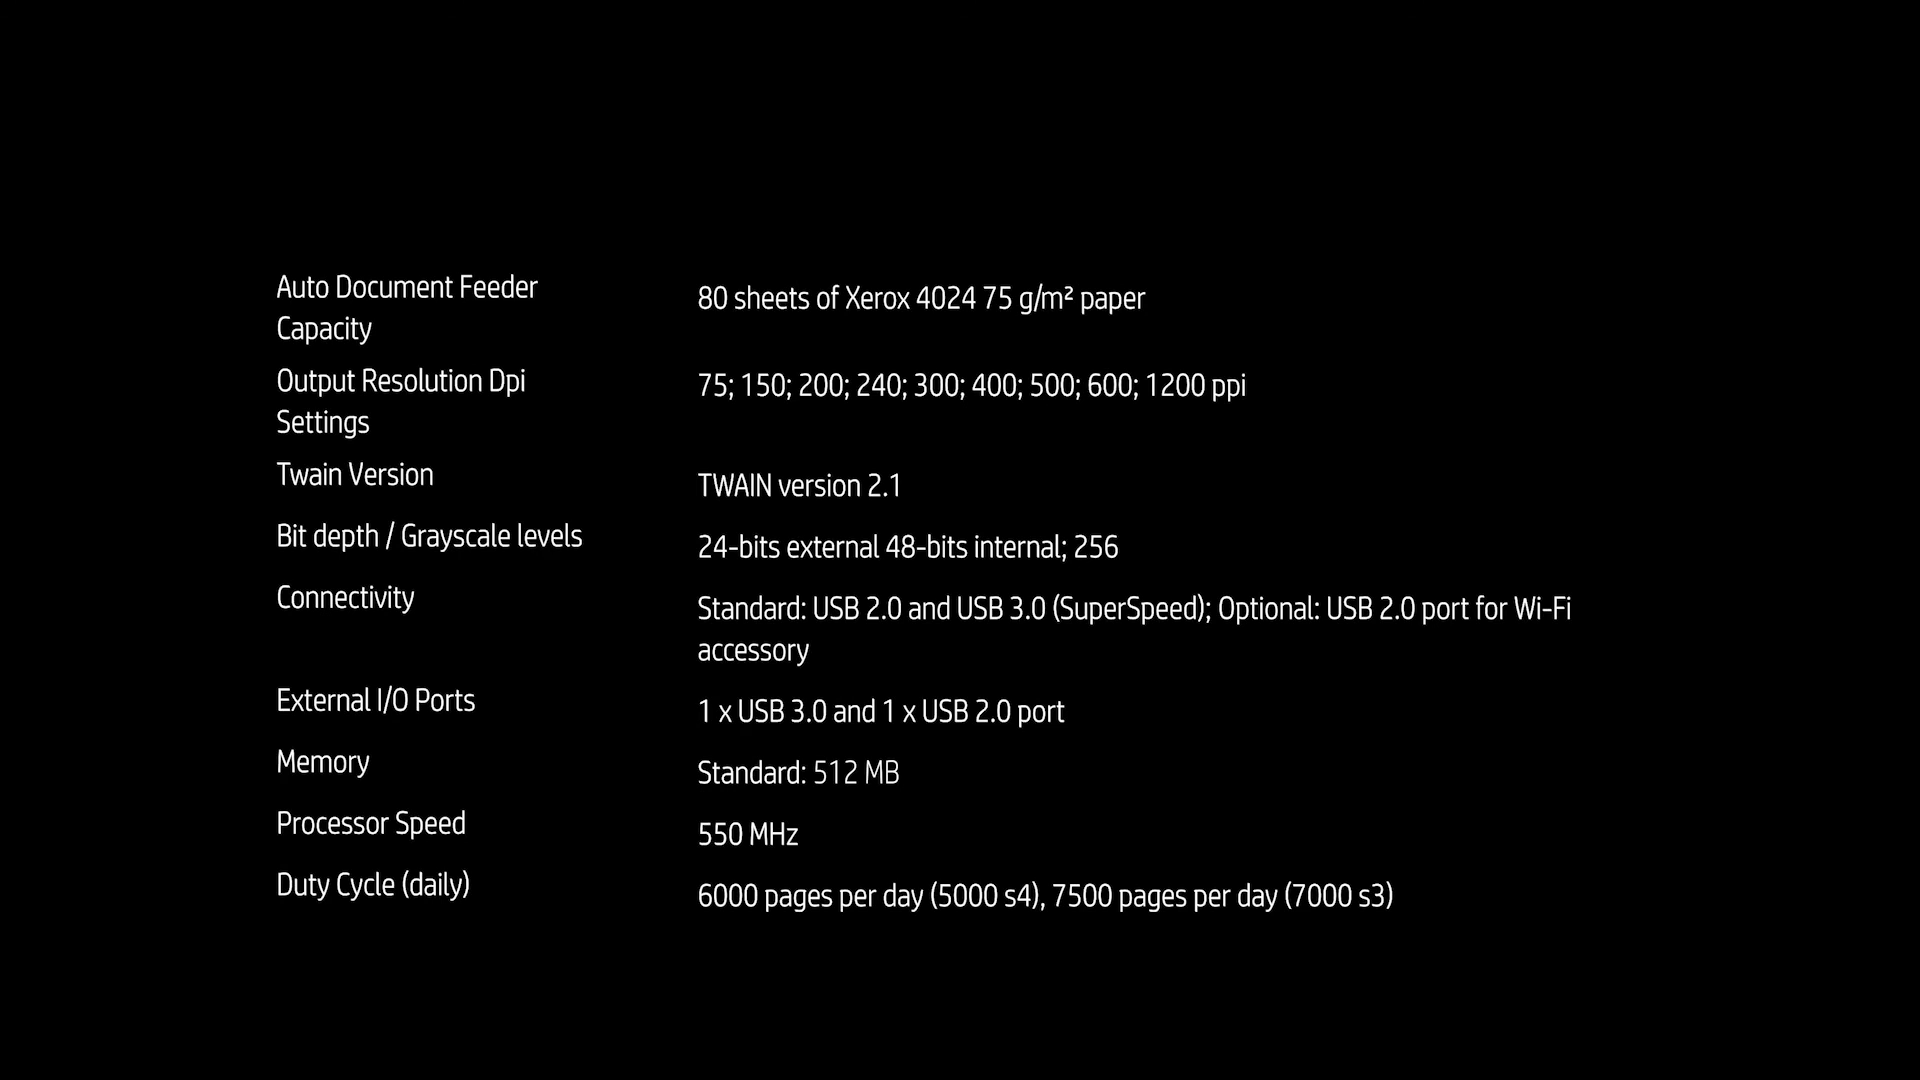 Auto Document Feeder
Capacity
80 sheets of Xerox 4024 75 g/m² paper
Output Resolution Dpi
Settings
75; 150; 200; 240; 300; 400; 500; 600; 1200 ppi
Twain Version
TWAIN version 2.1
Bit depth / Grayscale levels
24-bits external 48-bits internal; 256
Connectivity
Standard: USB 2.0 and USB 3.0 (SuperSpeed); Optional: USB 2.0 port for Wi-Fi
accessory
External I/O Ports
1 x USB 3.0 and 1 x USB 2.0 port
Memory
Standard: 512 MB
Processor Speed
550 MHz
Duty Cycle (daily)
6000 pages per day (5000 s4), 7500 pages per day (7000 s3)